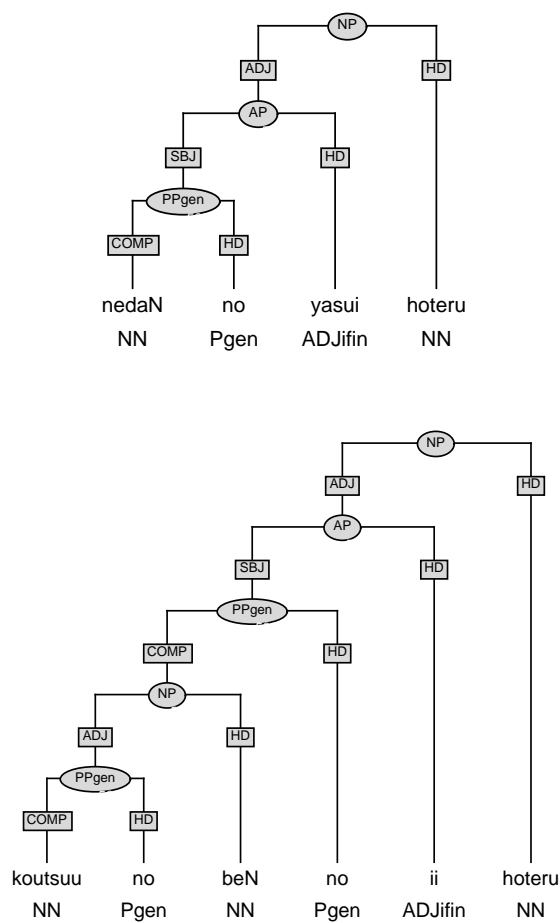 NP
ADJ HD
AP
SBJ HD
PPgen
COMP HD
nedaN no yasui hoteru
NN Pgen ADJifin NN
NP
ADJ HD
AP
SBJ HD
PPgen
COMP HD
NP
ADJ HD
PPgen
COMP HD
koutsuu no beN no ii hoteru
NN Pgen NN Pgen ADJifin NN